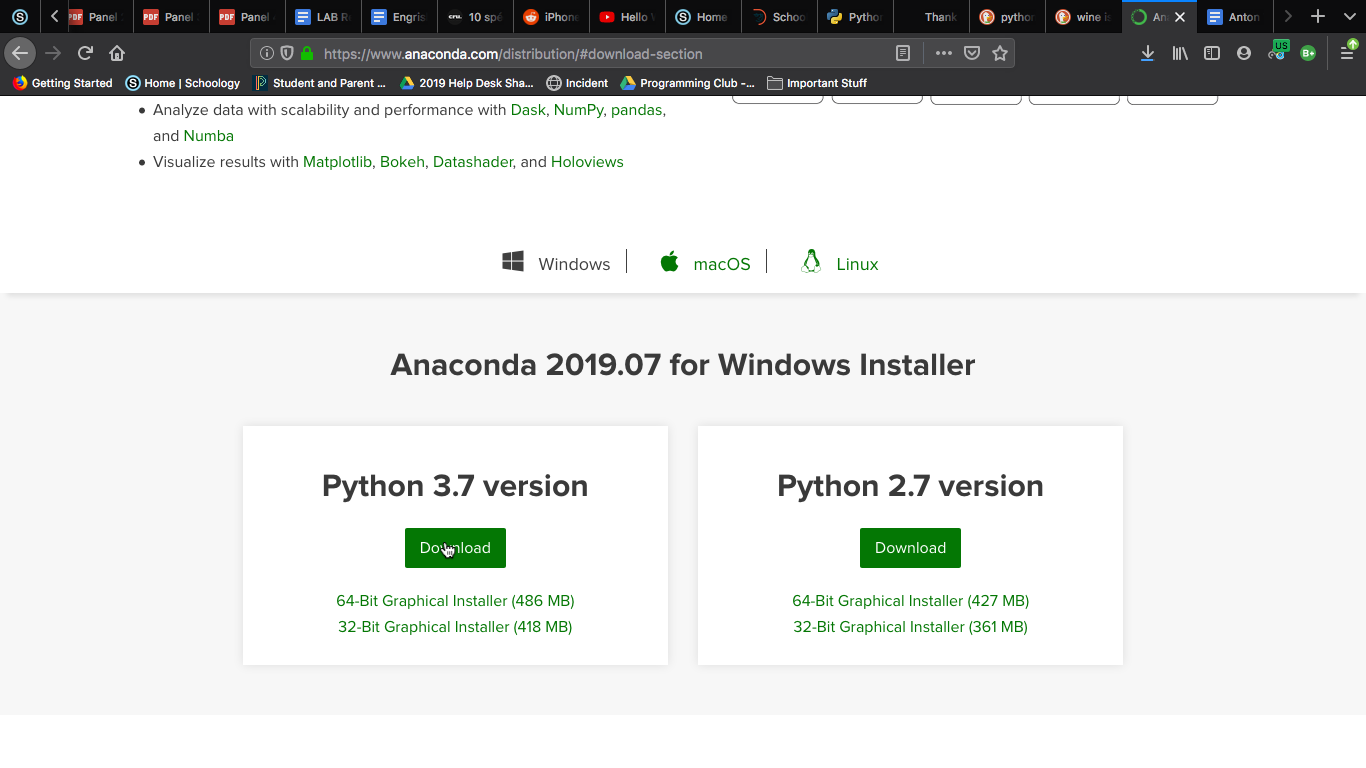 Panel
Panel
Panel
LAB R
Engris
10 spé
iPhone
Hello
Home
Schoo
Pytho
Thank
python
wine is
An
Anton
https://www.anaconda.com/distribution/#download-section
US
B+
Getting Started
Home | Schoology
Student and Parent ...
2019 Help Desk Sha...
Incident
Programming Club -...
Important Stuff
Analyze data with scalability and performance with Dask, NumPy, pandas,
and Numba
Visualize results with Matplotlib, Bokeh, Datashader, and Holoviews
Windows
macOS
Linux
Anaconda 2019.07 for Windows Installer
Python 3.7 version
Download
64-Bit Graphical Installer (486 MB)
32-Bit Graphical Installer (418 MB)
Python 2.7 version
Download
64-Bit Graphical Installer (427 MB)
32-Bit Graphical Installer (361 MB)